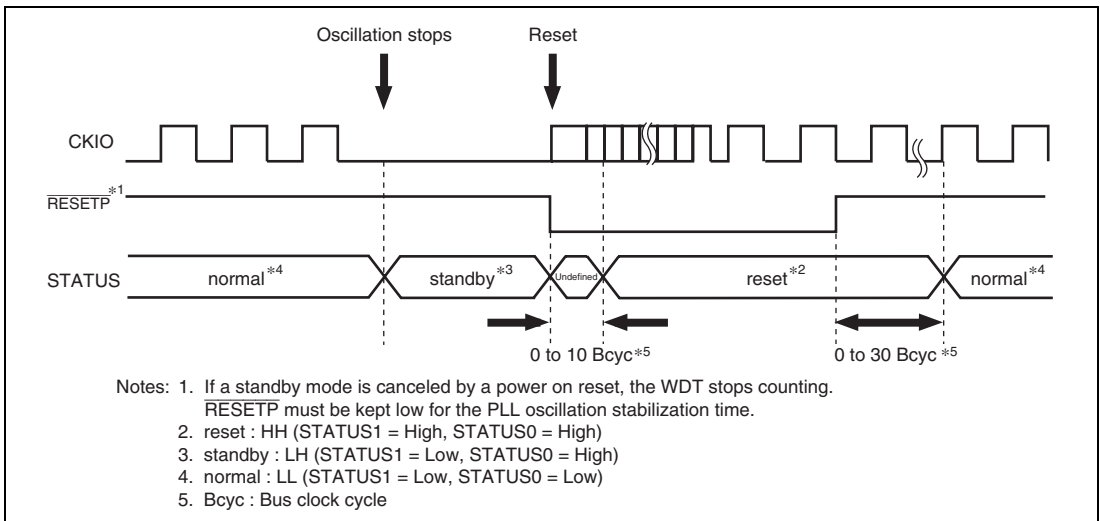 Oscillation stops Reset
CKIO
RESETP*1
STATUS normal*4 standby*3 Undefined reset*2 normal*4
0 to 10 Bcyc*5 0 to 30 Bcyc*5
Notes: 1. If a standby mode is canceled by a power on reset, the WDT stops counting.
RESETP must be kept low for the PLL oscillation stabilization time.
2. reset : HH (STATUS1 = High, STATUS0 = High)
3. standby : LH (STATUS1 = Low, STATUS0 = High)
4. normal : LL (STATUS1 = Low, STATUS0 = Low)
5. Bcyc : Bus clock cycle